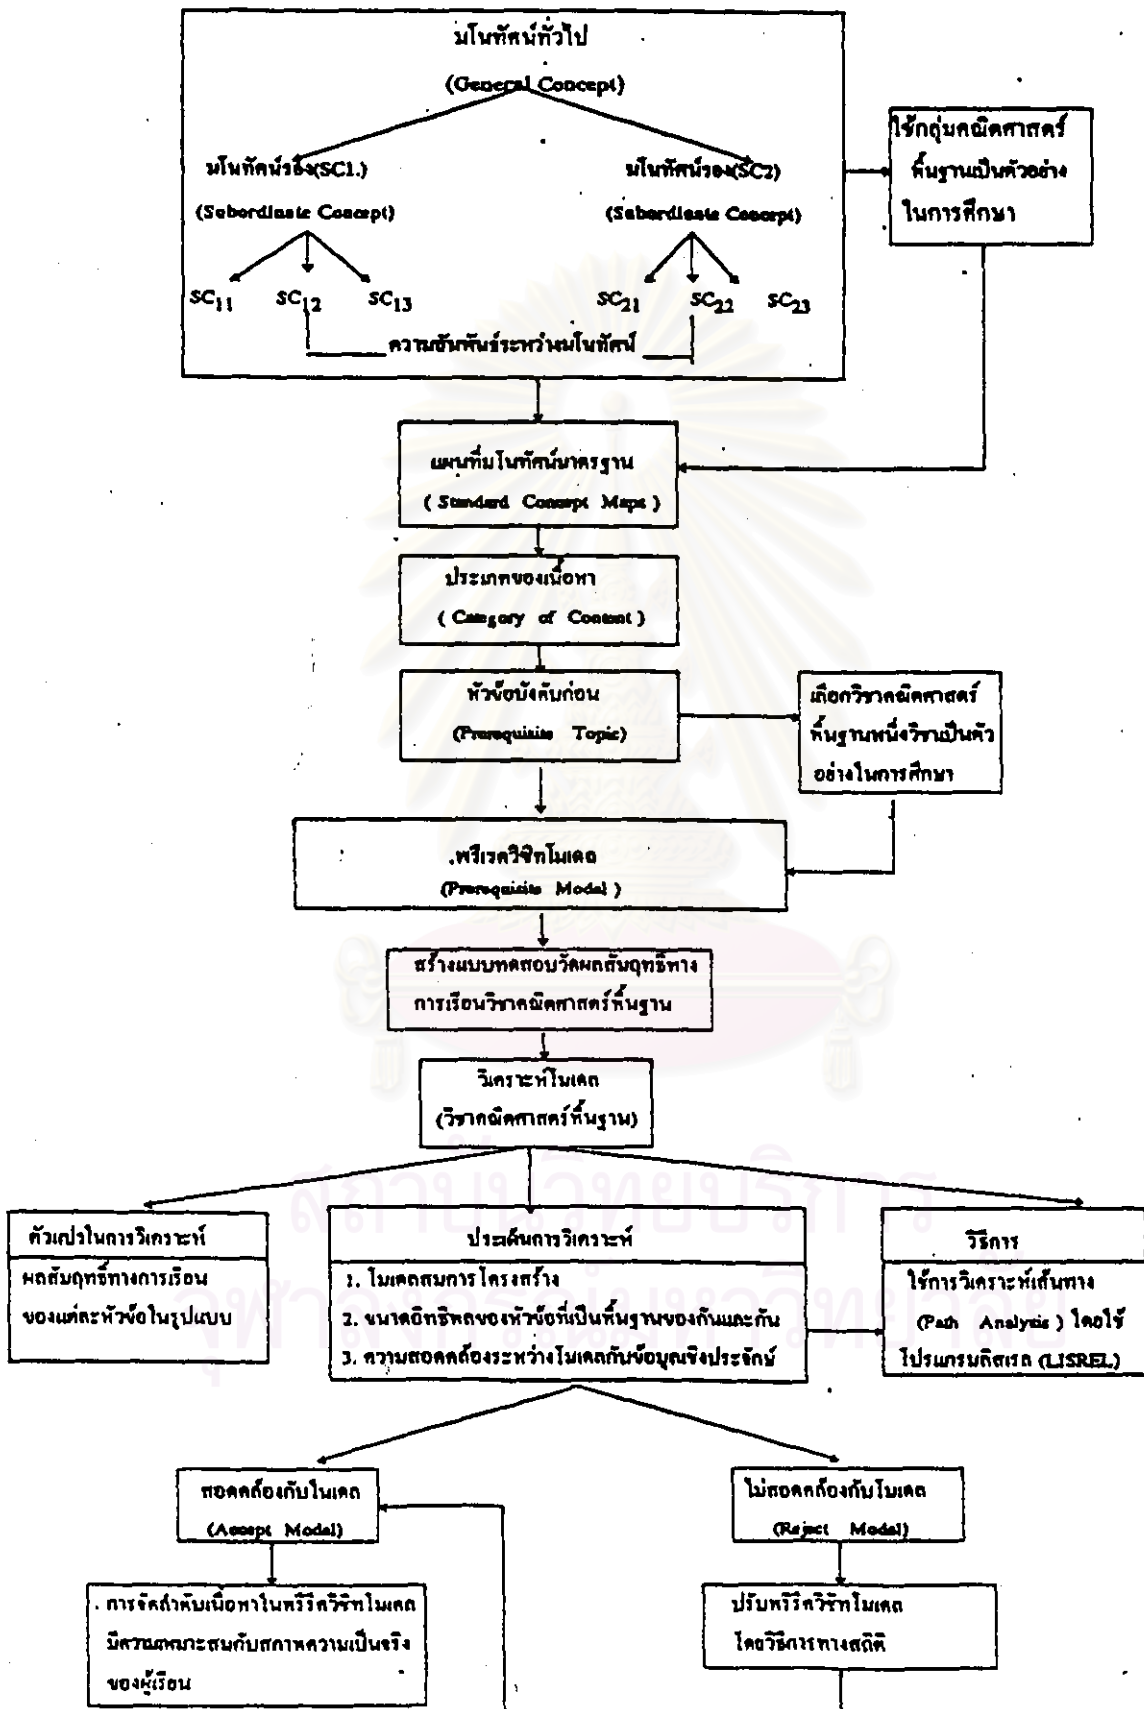 มโนทัศน์ทั่วไป
(General Concept)
มโนทัศน์รอง(SC1.)
(Subordinate Concept)
มโนทัศน์รอง(SC2)
(Subordinate Concept)
SC11 SC12 SC13
SC21 SC22 SC23
ความสัมพันธ์ระหว่างมโนทัศน์
ใช้กลุ่มคณิตศาสตร์
พื้นฐานเป็นตัวอย่าง
ในการศึกษา
แผนที่มโนทัศน์มาตรฐาน
( Standard Concept Maps )
ประเภทของเนื้อหา
( Category of Content )
หัวข้อบังคับก่อน
(Prerequisite Topic)
เลือกวิชาคณิตศาสตร์
พื้นฐานหนึ่งวิชาเป็นตัว
อย่างในการศึกษา
พรีเรควิซิทโมเดล
(Prerequisite Model )
สร้างแบบทดสอบวัดผลสัมฤทธิ์ทาง
การเรียนวิชาคณิตศาสตร์พื้นฐาน
วิเคราะห์โมเดล
(วิชาคณิตศาสตร์พื้นฐาน)
ตัวแปรในการวิเคราะห์
ผลสัมฤทธิ์ทางการเรียน
ของแต่ละหัวข้อในรูปแบบ
ประเด็นการวิเคราะห์
1. โมเดลสมการโครงสร้าง
2. ขนาดอิทธิพลของหัวข้อที่เป็นพื้นฐานของกันและกัน
3. ความสอดคล้องระหว่างโมเดลกับข้อมูลเชิงประจักษ์
วิธีการ
ใช้การวิเคราะห์เส้นทาง
(Path Analysis ) โดยใช้
โปรแกรมลิสเรล (LISREL)
สอดคล้องกับโมเดล
(Accept Model)
ไม่สอดคล้องกับโมเดล
(Reject Model)
. การจัดลำดับเนื้อหาในพรีรีควิซิทโมเดล
มีความเหมาะสมกับสภาพความเป็นจริง
ของผู้เรียน
ปรับพรีรีควิซิทโมเดล
โดยวิธีการทางสถิติ
สถาบันวิทยบริการ
จุฬาลงกรณ์มหาวิทยาลัย